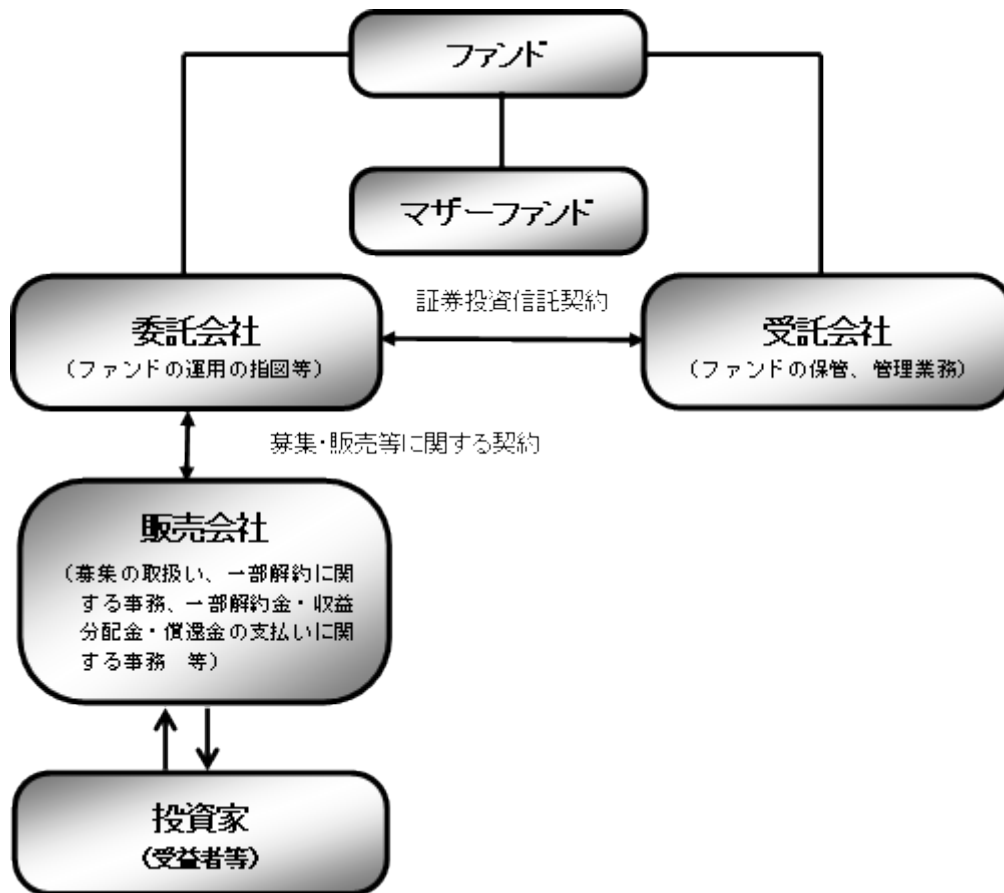 ファンド
マザーファンド
証券投資信託契約
委託会社
（ファンドの運用の指図等）
受託会社
（ファンドの保管、管理業務）
募集・販売等に関する契約
販売会社
（募集の取扱い、一部解約に関
する事務、一部解約金・収益
分配金・償還金の支払いに関
する事務　等）
投資家
（受益者等）